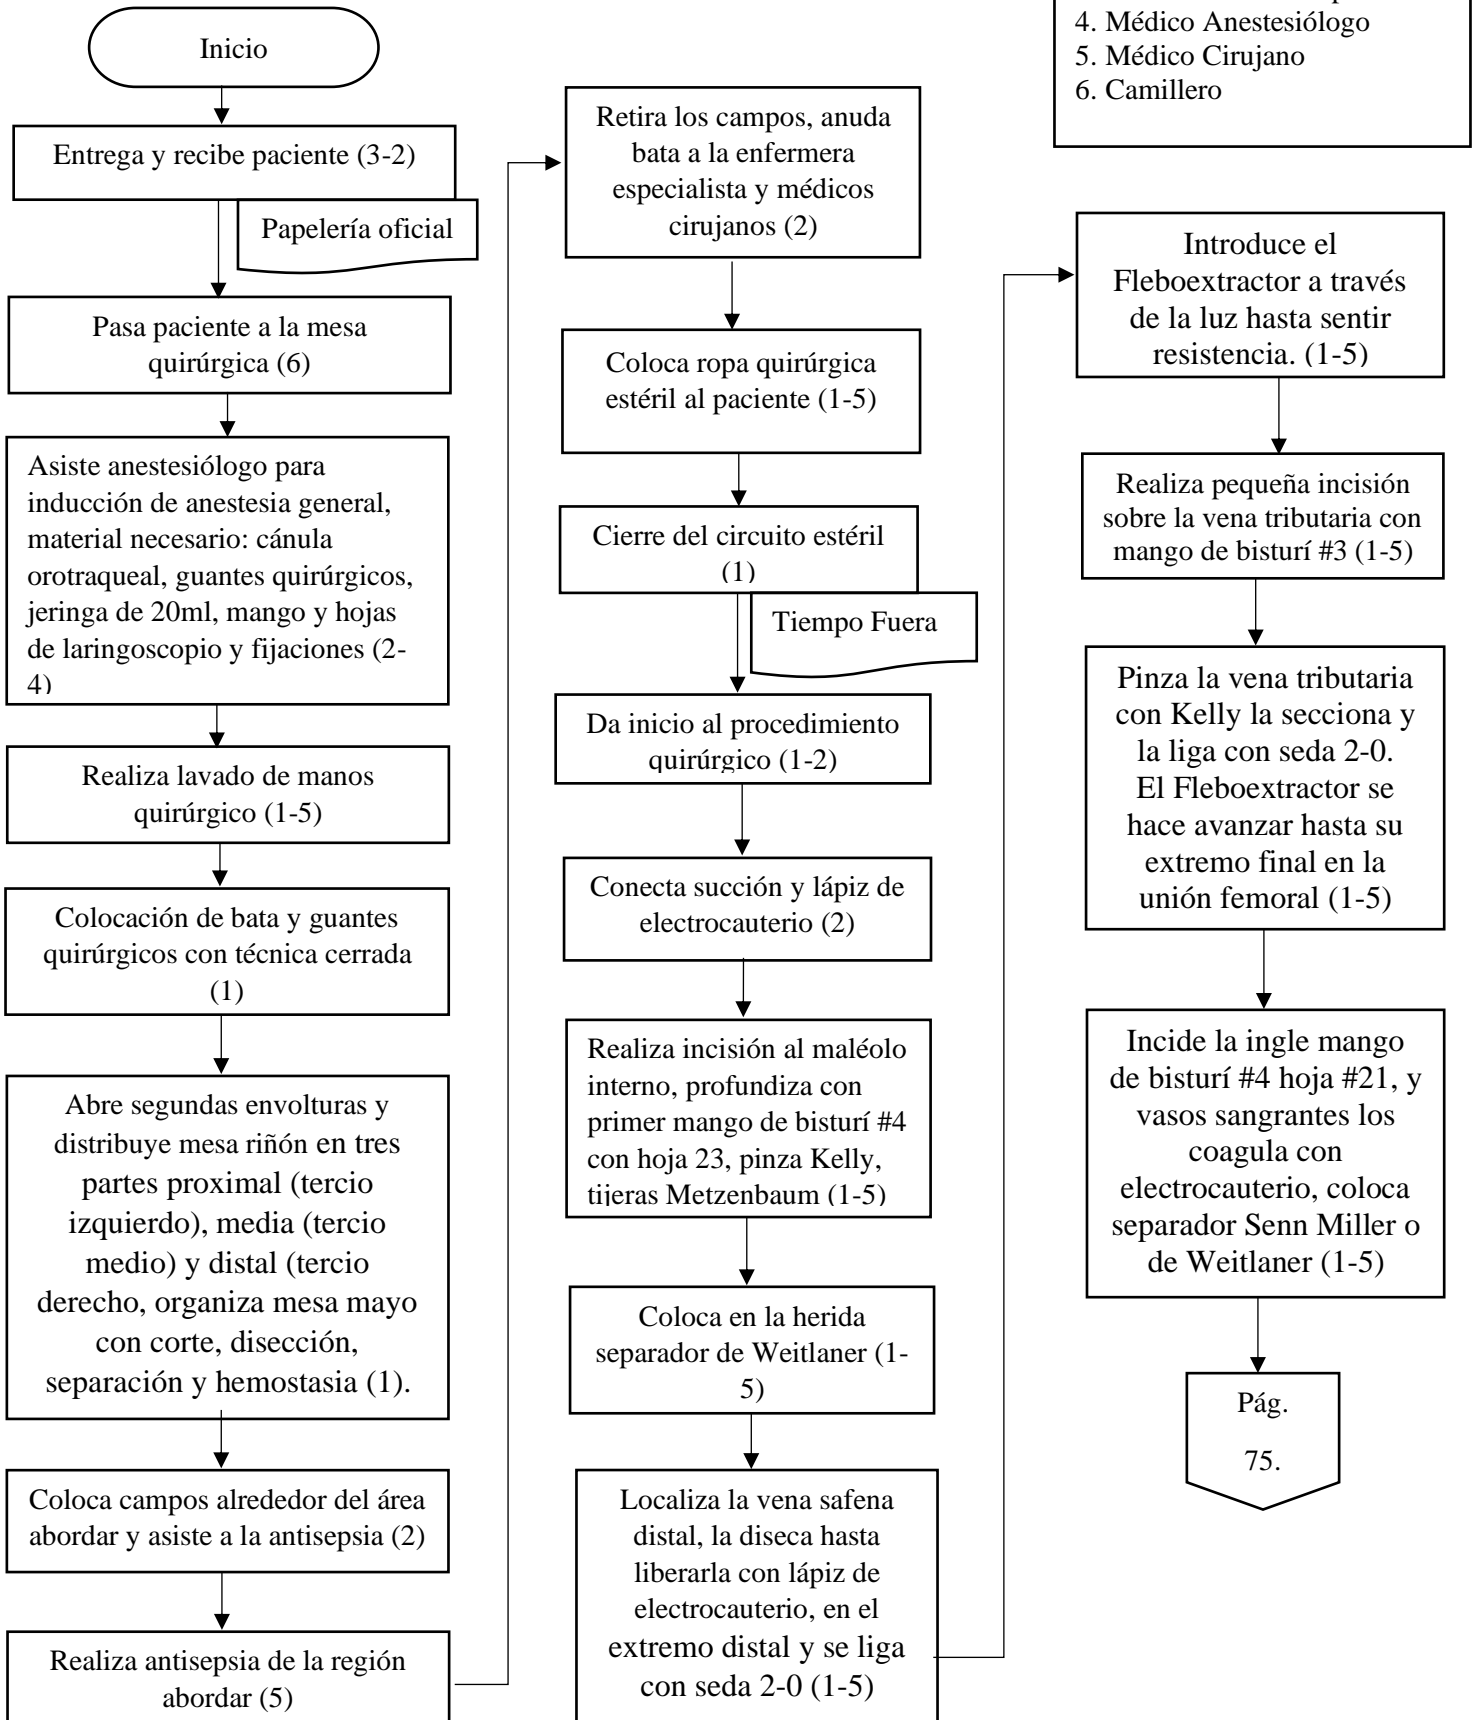 4. Médico Anestesiólogo
5. Médico Cirujano
6. Camillero
Inicio
Entrega y recibe paciente (3-2)
Papelería oficial
Pasa paciente a la mesa
quirúrgica (6)
Asiste anestesiólogo para
inducción de anestesia general,
material necesario: cánula
orotraqueal, guantes quirúrgicos,
jeringa de 20ml, mango y hojas
de laringoscopio y fijaciones (2-
4)
Realiza lavado de manos
quirúrgico (1-5)
Colocación de bata y guantes
quirúrgicos con técnica cerrada
(1)
Abre segundas envolturas y
distribuye mesa riñón en tres
partes proximal (tercio
izquierdo), media (tercio
medio) y distal (tercio
derecho, organiza mesa mayo
con corte, disección,
separación y hemostasia (1).
Coloca campos alrededor del área
abordar y asiste a la antisepsia (2)
Realiza antisepsia de la región
abordar (5)
Retira los campos, anuda
bata a la enfermera
especialista y médicos
cirujanos (2)
Coloca ropa quirúrgica
estéril al paciente (1-5)
Cierre del circuito estéril
(1)
Tiempo Fuera
Da inicio al procedimiento
quirúrgico (1-2)
Conecta succión y lápiz de
electrocauterio (2)
Realiza incisión al maléolo
interno, profundiza con
primer mango de bisturí #4
con hoja 23, pinza Kelly,
tijeras Metzenbaum (1-5)
Coloca en la herida
separador de Weitlaner (1-
5)
Localiza la vena safena
distal, la diseca hasta
liberarla con lápiz de
electrocauterio, en el
extremo distal y se liga
con seda 2-0 (1-5)
Introduce el
Fleboextractor a través
de la luz hasta sentir
resistencia. (1-5)
Realiza pequeña incisión
sobre la vena tributaria con
mango de bisturí #3 (1-5)
Pinza la vena tributaria
con Kelly la secciona y
la liga con seda 2-0.
El Fleboextractor se
hace avanzar hasta su
extremo final en la
unión femoral (1-5)
Incide la ingle mango
de bisturí #4 hoja #21, y
vasos sangrantes los
coagula con
electrocauterio, coloca
separador Senn Miller o
de Weitlaner (1-5)
Pág.
75.